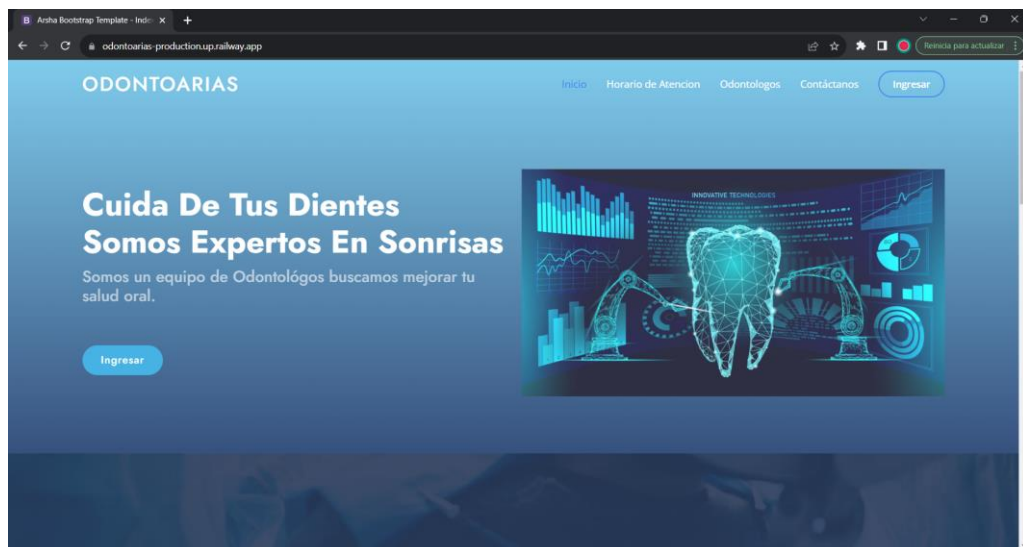 Arsha Bootstrap Template - Inde
odontoarias-production.up.railway.app
Reinicia para actualizar
ODONTOARIAS
Inicio Horario de Atencion Odontologos Contáctanos Ingresar
Cuida De Tus Dientes
Somos Expertos En Sonrisas
Somos un equipo de Odontológos buscamos mejorar tu
salud oral.
Ingresar
INNOVATIVE TECHNOLOGIES